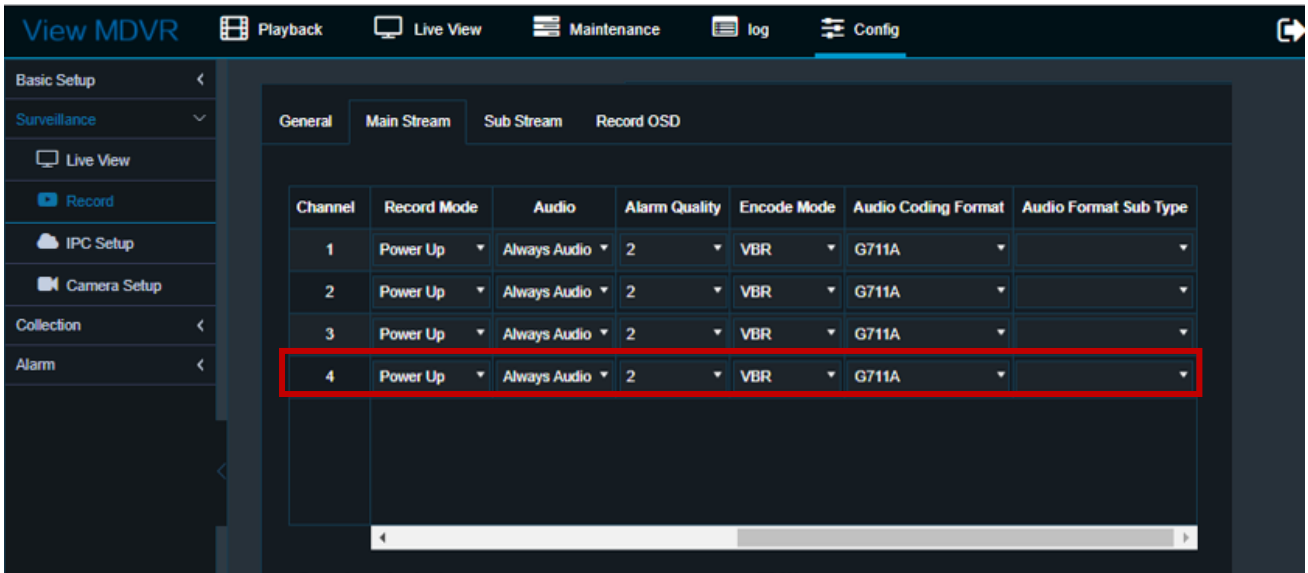 View MDVR Playback Live View Maintenance log Config
Basic Setup
Surveillance
Live View
Record
IPC Setup
Camera Setup
Collection
Alarm
General Main Stream Sub Stream Record OSD
Channel Record Mode Audio Alarm Quality Encode Mode Audio Coding Format Audio Format Sub Type
1 Power Up Always Audio 2 VBR G711A
2 Power Up Always Audio 2 VBR G711A
3 Power Up Always Audio 2 VBR G711A
4 Power Up Always Audio 2 VBR G711A